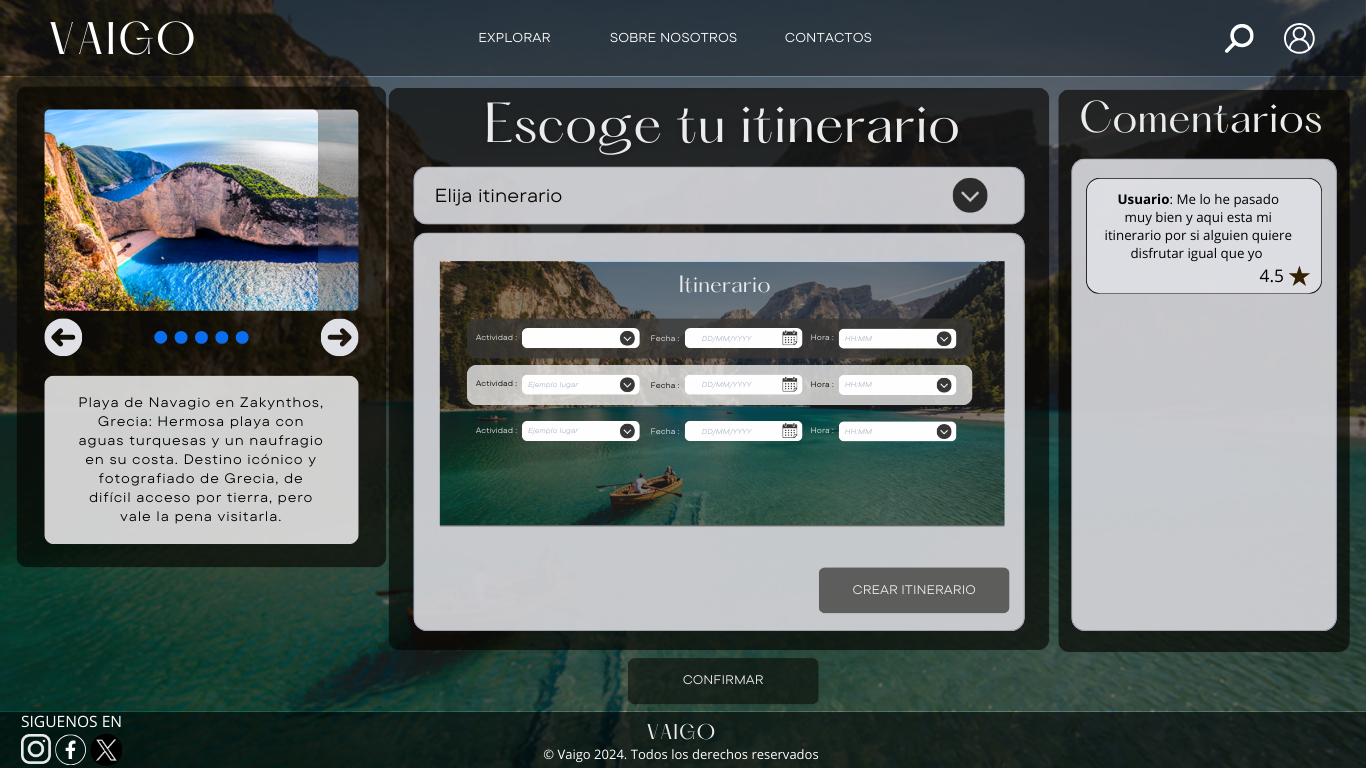 VAIGO
EXPLORAR
SOBRE NOSOTROS
CONTACTOS
Playa de Navagio en Zakynthos,
Grecia: Hermosa playa con
aguas turquesas y un naufragio
en su costa. Destino icónico y
fotografiado de Grecia, de
difícil acceso por tierra, pero
vale la pena visitarla.
Escoge tu itinerario
Elija itinerario
Itinerario
Actividad : Fecha : DD/MM/YYYY Hora : HH:MM
Actividad : Ejemplo lugar Fecha : DD/MM/YYYY Hora : HH:MM
Actividad : Ejemplo lugar Fecha : DD/MM/YYYY Hora : HH:MM
CREAR ITINERARIO
Comentarios
Usuario: Me lo he pasado
muy bien y aqui esta mi
itinerario por si alguien quiere
disfrutar igual que yo
4.5
CONFIRMAR
SIGUENOS EN
VAIGO
© Vaigo 2024. Todos los derechos reservados